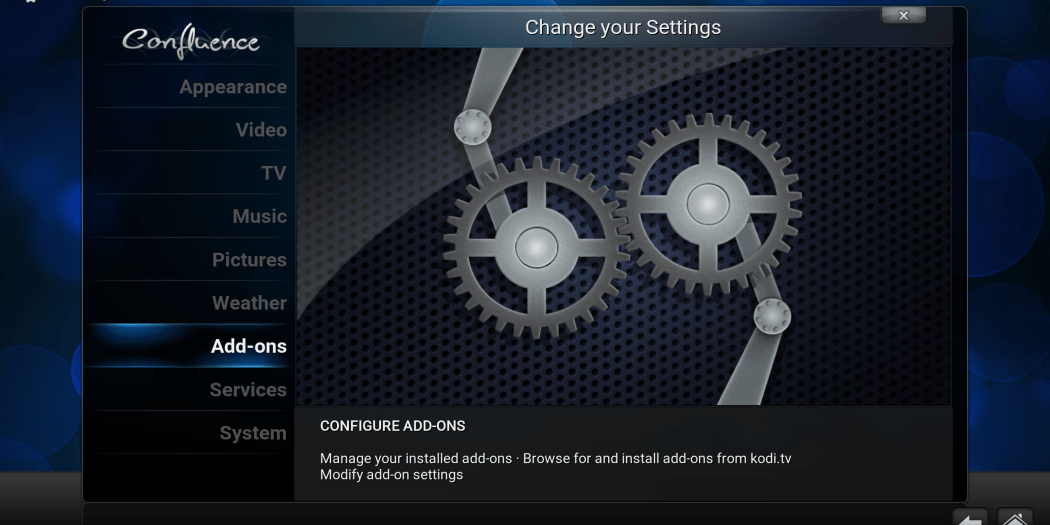 Change your Settings
Confluence
Appearance
Video
TV
Music
Pictures
Weather
Add-ons
Services
System
CONFIGURE ADD-ONS
Manage your installed add-ons · Browse for and install add-ons from kodi.tv
Modify add-on settings